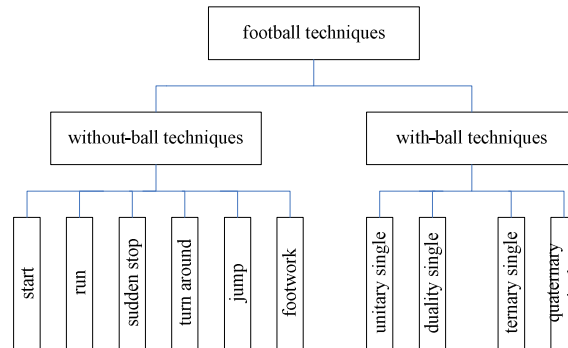 football techniques
without-ball techniques
with-ball techniques
start
run
sudden stop
turn around
jump
footwork
unitary single
duality single
ternary single
quaternary